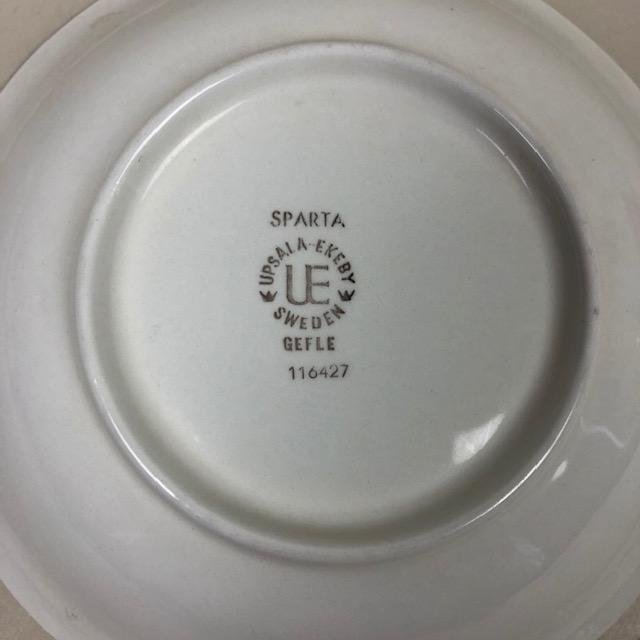 SPARTA
UPSALA-EKEBY
UE
SWEDEN
GEFLE
116427